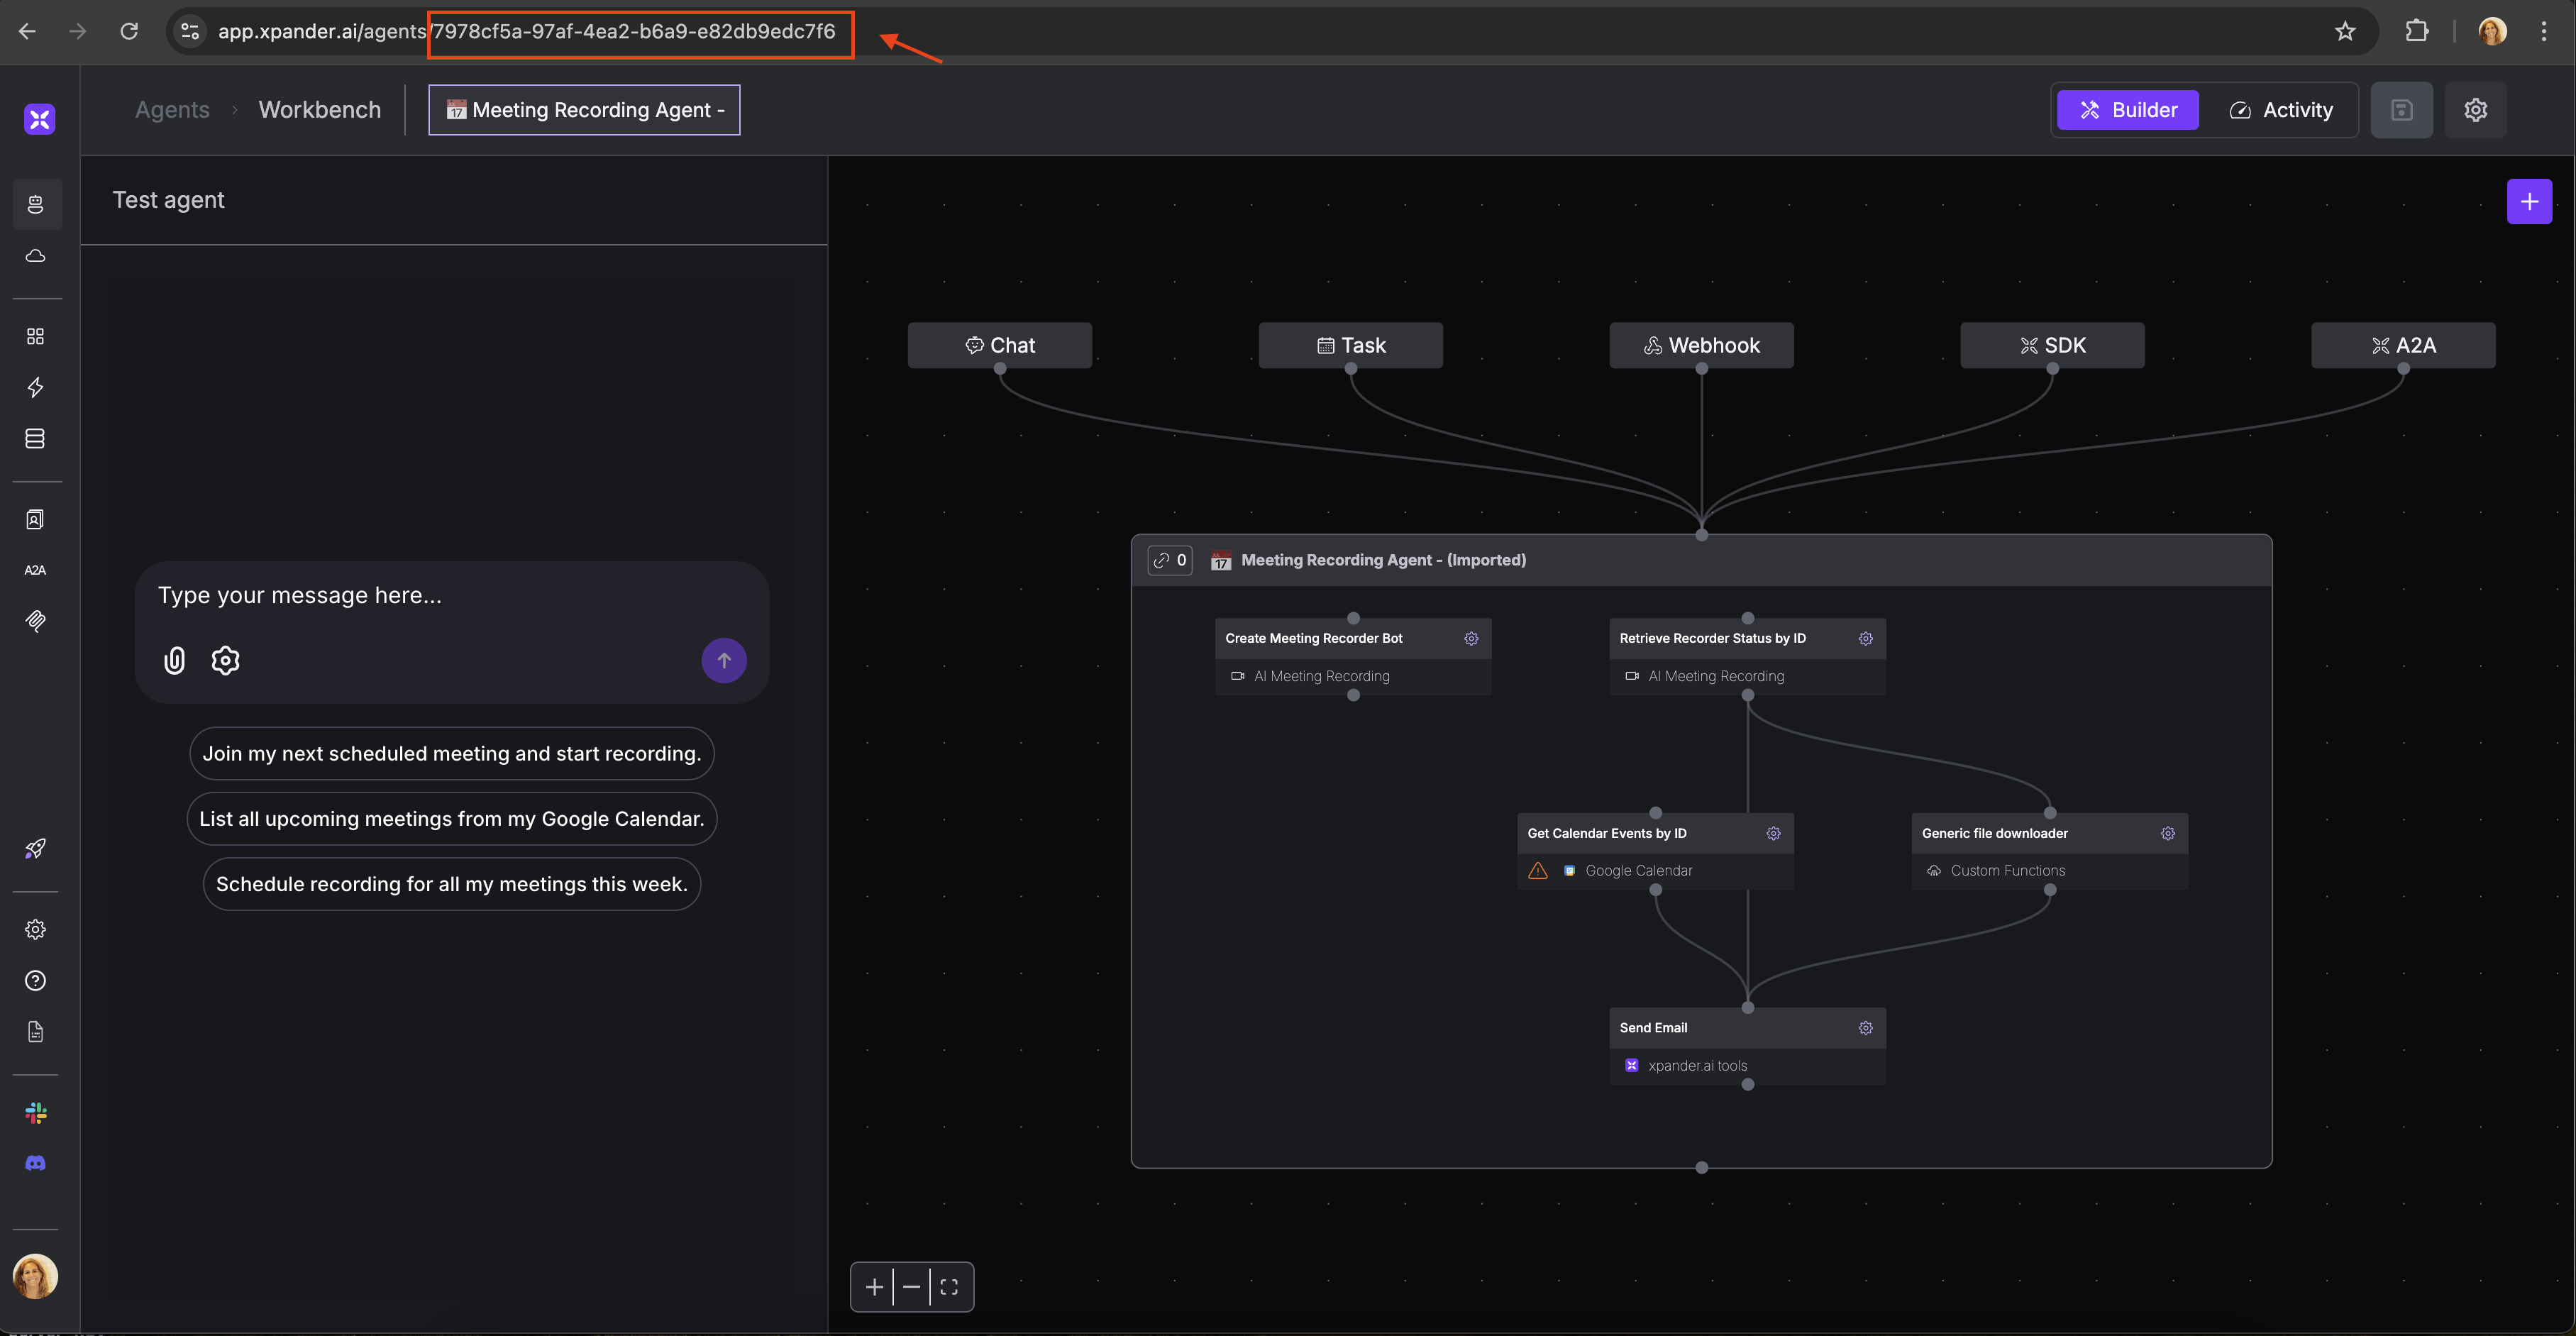 app.xpander.ai/agents/7978cf5a-97af-4ea2-b6a9-e82db9edc7f6
Agents
Workbench
17 Meeting Recording Agent -
Builder
Activity
Test agent
Chat
Task
Webhook
SDK
A2A
A2A
0
17
Meeting Recording Agent - (Imported)
Type your message here...
Create Meeting Recorder Bot
AI Meeting Recording
Retrieve Recorder Status by ID
AI Meeting Recording
Join my next scheduled meeting and start recording.
List all upcoming meetings from my Google Calendar.
Schedule recording for all my meetings this week.
Get Calendar Events by ID
Google Calendar
Generic file downloader
Custom Functions
Send Email
xpander.ai tools